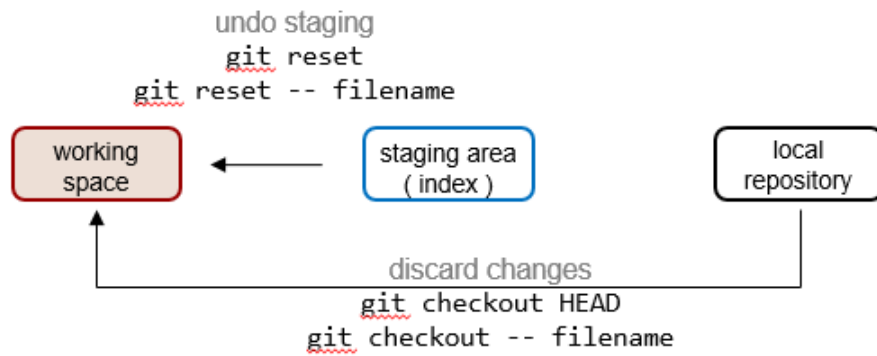 undo staging
git reset
git reset -- filename
working
space
staging area
( index )
local
repository
discard changes
git checkout HEAD
git checkout -- filename